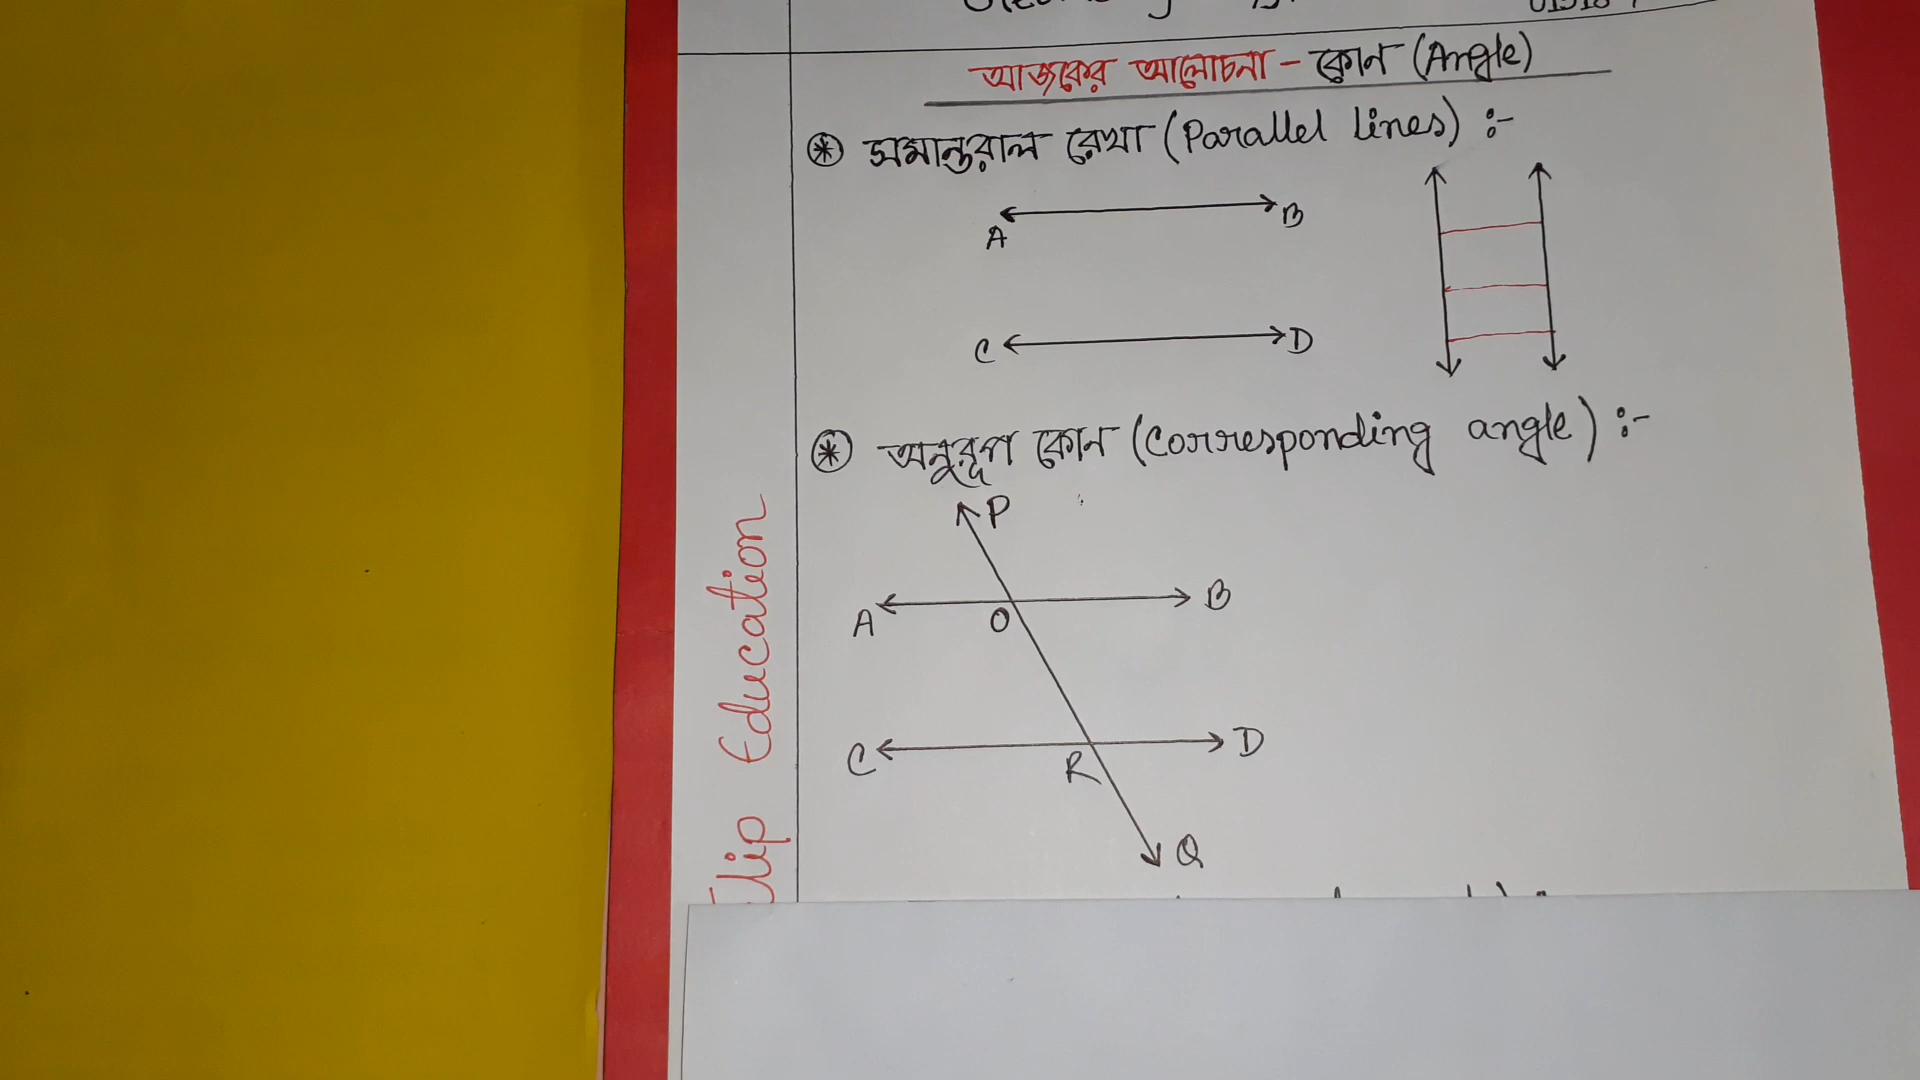 আজকের আলোচনা - কোন (Angle)
সমান্তরাল রেখা (Parallel lines) :-
A B
C D
অনুরূপ কোন (Corresponding angle) :-
P
A O B
C R D
Q
Education